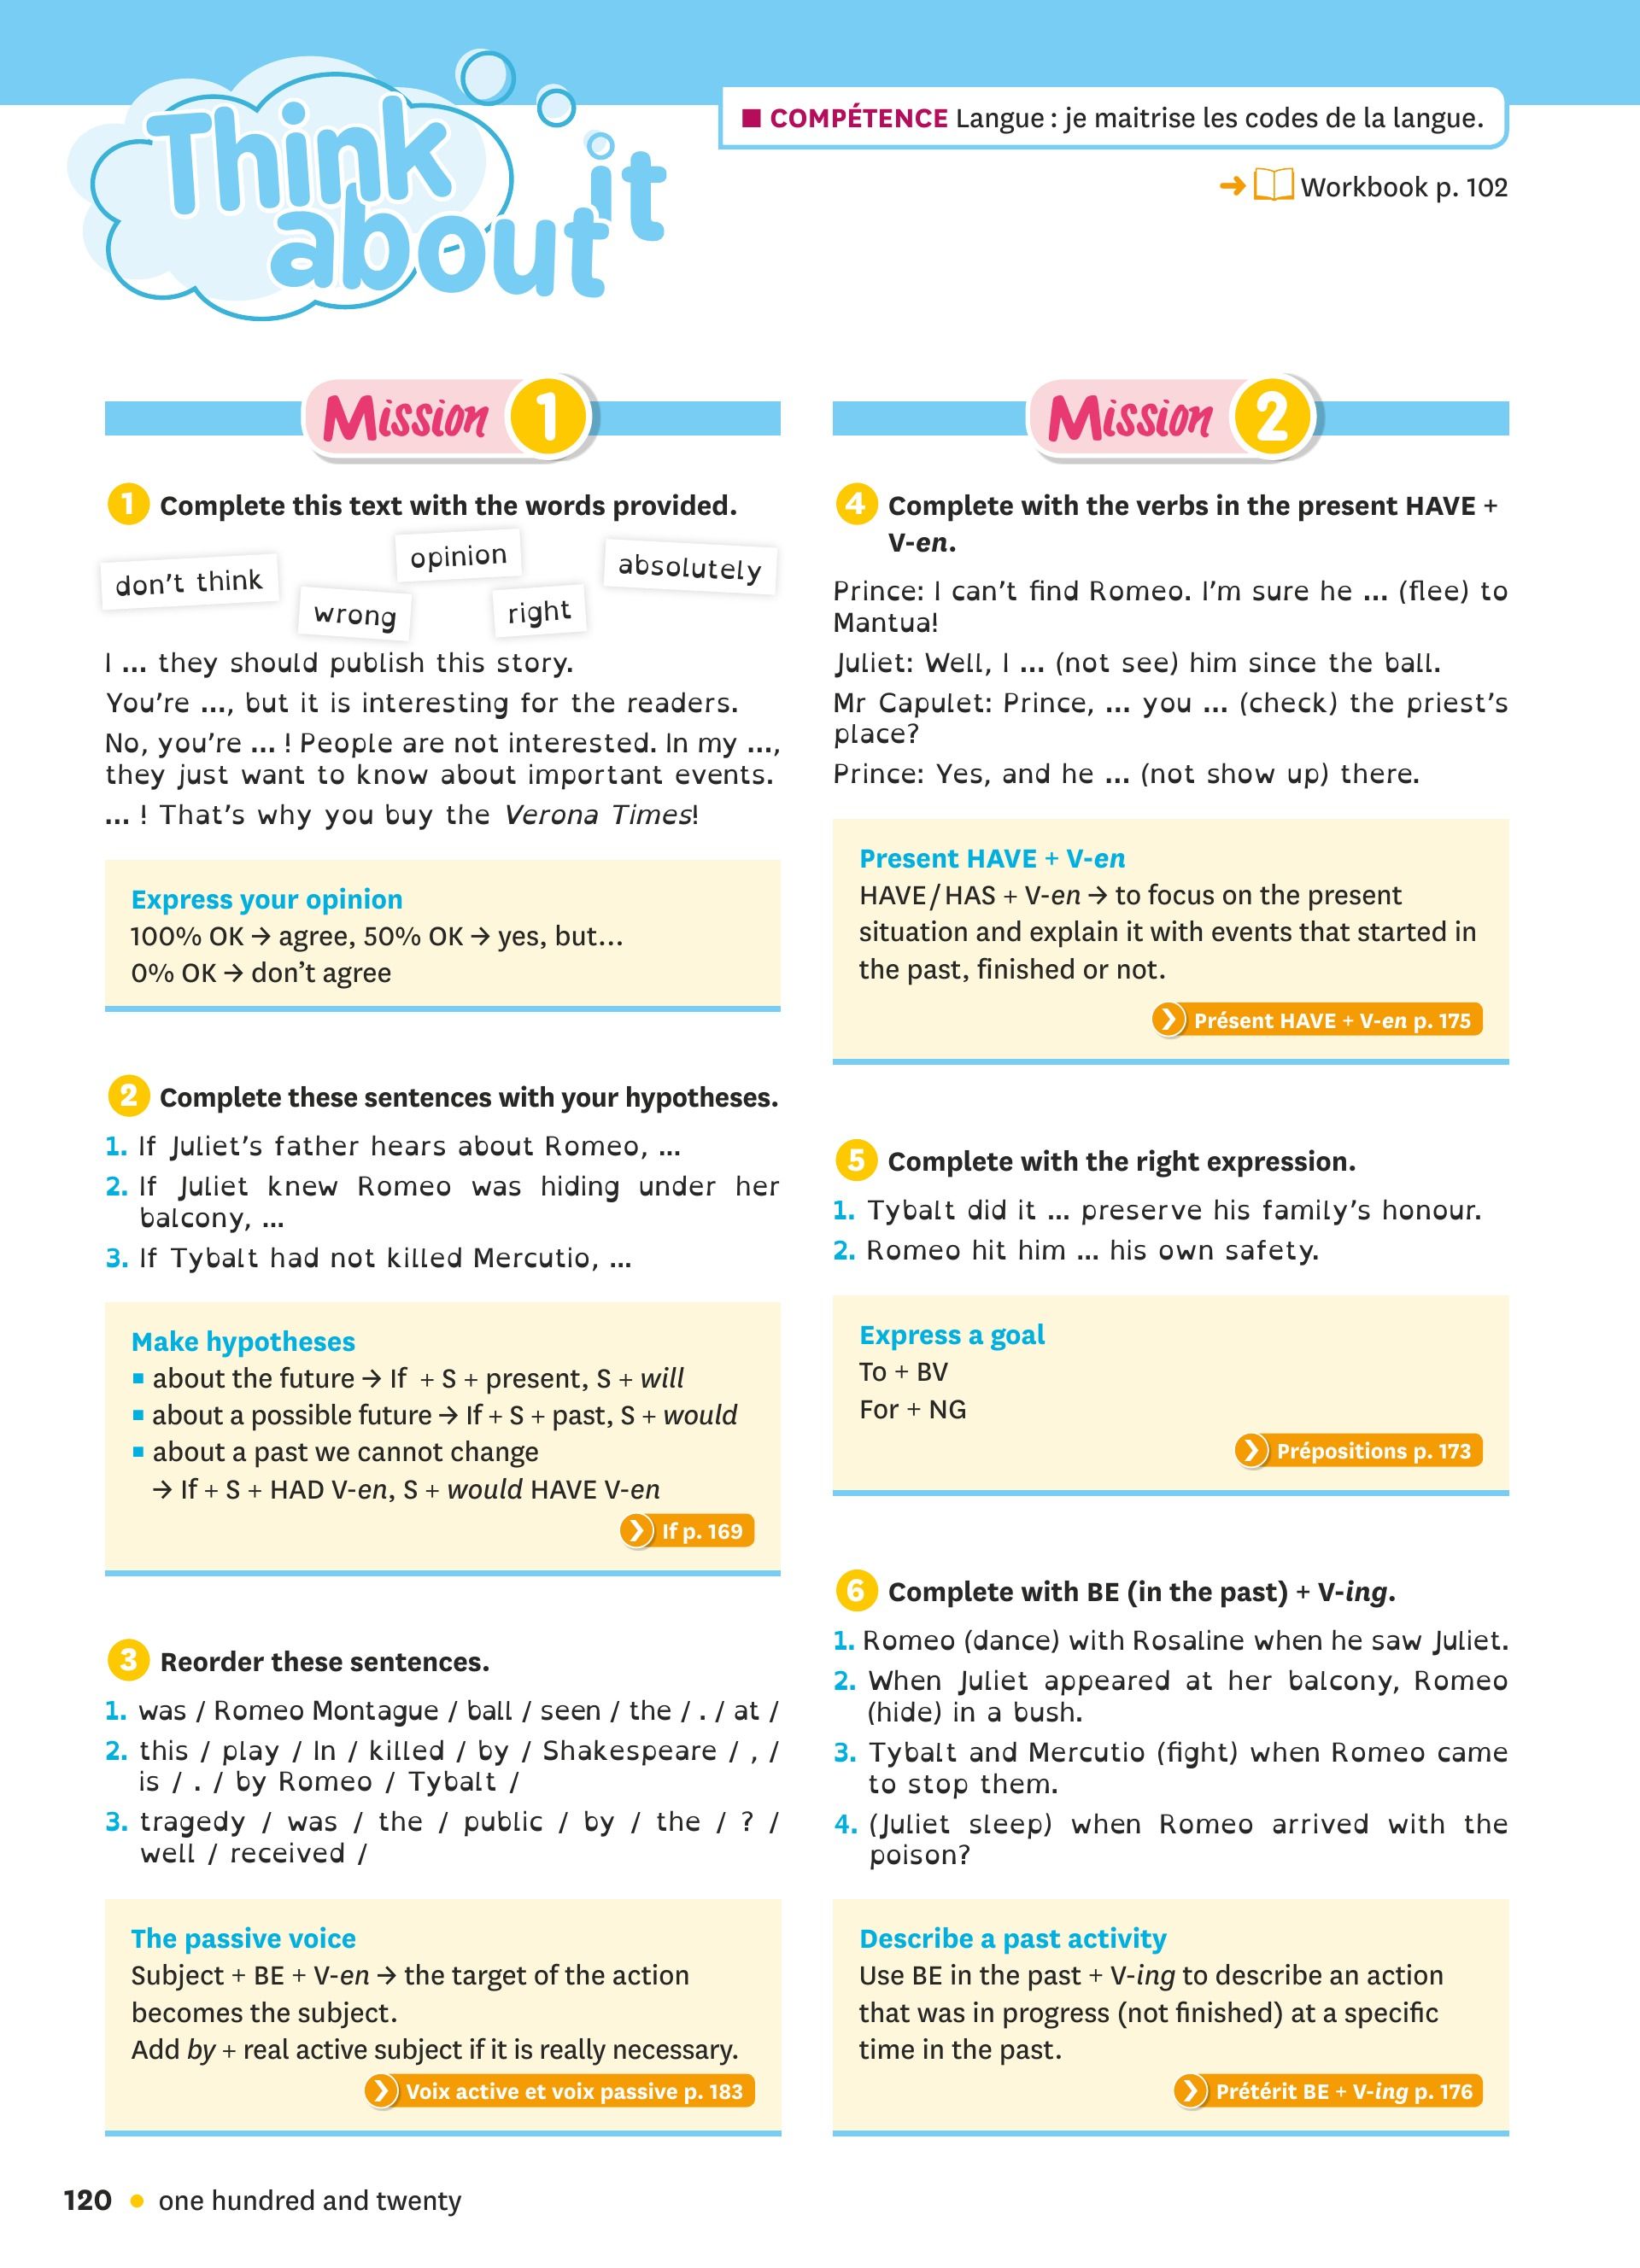 Think
about it
■ COMPÉTENCE Langue : je maitrise les codes de la langue.
➜ Workbook p. 102
Mission 1
1 Complete this text with the words provided.
don't think
opinion
absolutely
wrong
right
I ... they should publish this story.
You're ..., but it is interesting for the readers.
No, you're ... ! People are not interested. In my ...,
they just want to know about important events.
... ! That's why you buy the Verona Times!
Express your opinion
100% OK → agree, 50% OK → yes, but...
0% OK → don't agree
2 Complete these sentences with your hypotheses.
1. If Juliet's father hears about Romeo, ...
2. If Juliet knew Romeo was hiding under her
balcony, ...
3. If Tybalt had not killed Mercutio, ...
Make hypotheses
■ about the future → If + S + present, S + will
■ about a possible future → If + S + past, S + would
■ about a past we cannot change
→ If + S + HAD V-en, S + would HAVE V-en
If p. 169
3 Reorder these sentences.
1. was / Romeo Montague / ball / seen / the / . / at /
2. this / play / In / killed / by / Shakespeare / , /
is / . / by Romeo / Tybalt /
3. tragedy / was / the / public / by / the / ? /
well / received /
The passive voice
Subject + BE + V-en → the target of the action
becomes the subject.
Add by + real active subject if it is really necessary.
Voix active et voix passive p. 183
Mission 2
4 Complete with the verbs in the present HAVE +
V-en.
Prince: I can't find Romeo. I'm sure he ... (flee) to
Mantua!
Juliet: Well, I ... (not see) him since the ball.
Mr Capulet: Prince, ... you ... (check) the priest's
place?
Prince: Yes, and he ... (not show up) there.
Present HAVE + V-en
HAVE / HAS + V-en → to focus on the present
situation and explain it with events that started in
the past, finished or not.
Présent HAVE + V-en p. 175
5 Complete with the right expression.
1. Tybalt did it ... preserve his family's honour.
2. Romeo hit him ... his own safety.
Express a goal
To + BV
For + NG
Prépositions p. 173
6 Complete with BE (in the past) + V-ing.
1. Romeo (dance) with Rosaline when he saw Juliet.
2. When Juliet appeared at her balcony, Romeo
(hide) in a bush.
3. Tybalt and Mercutio (fight) when Romeo came
to stop them.
4. (Juliet sleep) when Romeo arrived with the
poison?
Describe a past activity
Use BE in the past + V-ing to describe an action
that was in progress (not finished) at a specific
time in the past.
Prétérit BE + V-ing p. 176
120 • one hundred and twenty